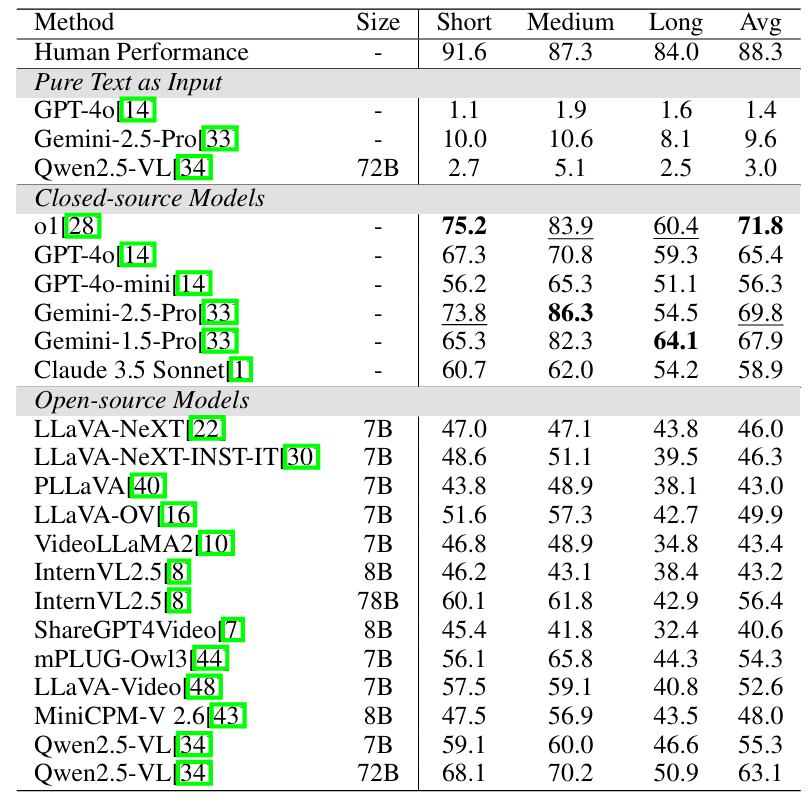 Method Size Short Medium Long Avg
Human Performance - 91.6 87.3 84.0 88.3
Pure Text as Input
GPT-4o[14] - 1.1 1.9 1.6 1.4
Gemini-2.5-Pro[33] - 10.0 10.6 8.1 9.6
Qwen2.5-VL[34] 72B 2.7 5.1 2.5 3.0
Closed-source Models
o1[28] - 75.2 83.9 60.4 71.8
GPT-4o[14] - 67.3 70.8 59.3 65.4
GPT-4o-mini[14] - 56.2 65.3 51.1 56.3
Gemini-2.5-Pro[33] - 73.8 86.3 54.5 69.8
Gemini-1.5-Pro[33] - 65.3 82.3 64.1 67.9
Claude 3.5 Sonnet[1] - 60.7 62.0 54.2 58.9
Open-source Models
LLaVA-NeXT[22] 7B 47.0 47.1 43.8 46.0
LLaVA-NeXT-INST-IT[30] 7B 48.6 51.1 39.5 46.3
PLLaVA[40] 7B 43.8 48.9 38.1 43.0
LLaVA-OV[16] 7B 51.6 57.3 42.7 49.9
VideoLLaMA2[10] 7B 46.8 48.9 34.8 43.4
InternVL2.5[8] 8B 46.2 43.1 38.4 43.2
InternVL2.5[8] 78B 60.1 61.8 42.9 56.4
ShareGPT4Video[7] 8B 45.4 41.8 32.4 40.6
mPLUG-Owl3[44] 7B 56.1 65.8 44.3 54.3
LLaVA-Video[48] 7B 57.5 59.1 40.8 52.6
MiniCPM-V 2.6[43] 8B 47.5 56.9 43.5 48.0
Qwen2.5-VL[34] 7B 59.1 60.0 46.6 55.3
Qwen2.5-VL[34] 72B 68.1 70.2 50.9 63.1